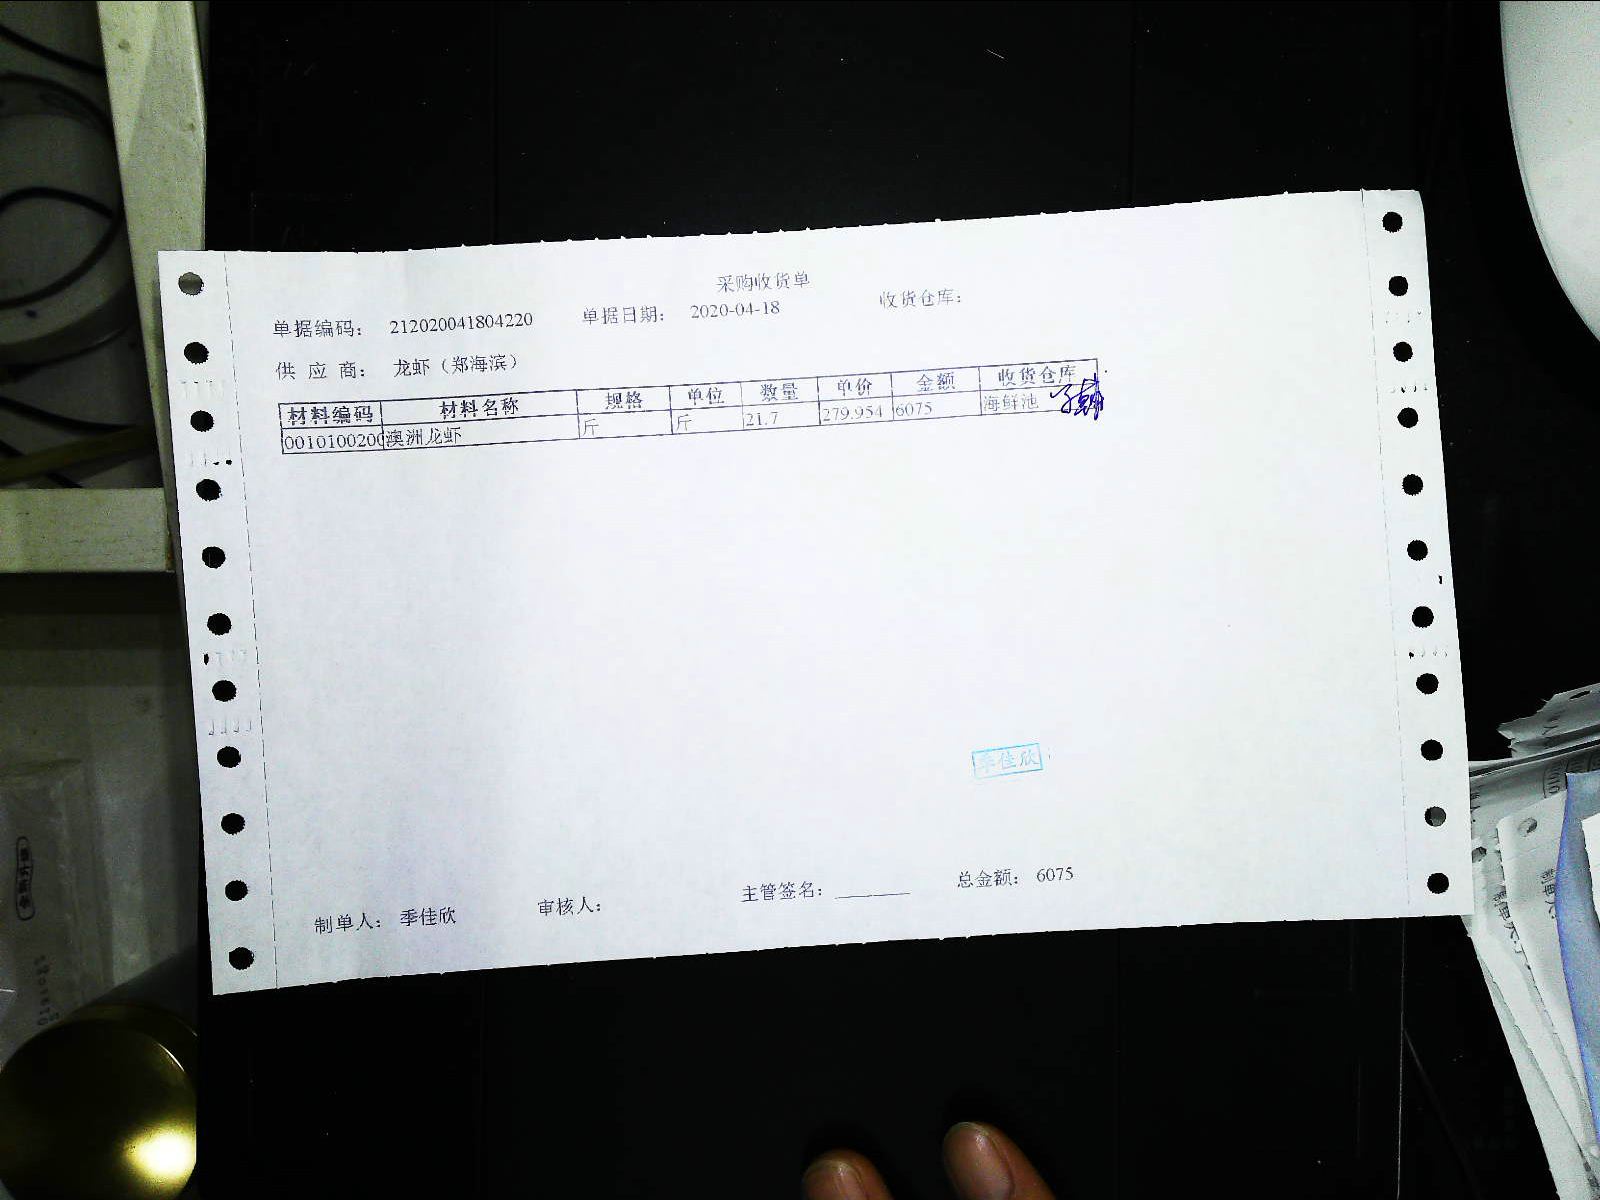 采购收货单
单据编码： 212020041804220 单据日期： 2020-04-18 收货仓库：
供 应 商： 龙虾（郑海滨）
材料编码 材料名称 规格 单位 数量 单价 金额 收货仓库
0010100200 澳洲龙虾 斤 斤 21.7 279.954 6075 海鲜池
季佳欣
制单人： 季佳欣 审核人： 主管签名： 总金额： 6075